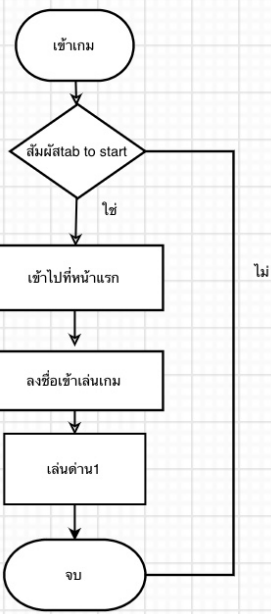 เข้าเกม
สัมผัสtab to start
ใช่
ไม่
เข้าไปที่หน้าแรก
ลงชื่อเข้าเล่นเกม
เล่นด่าน1
จบ